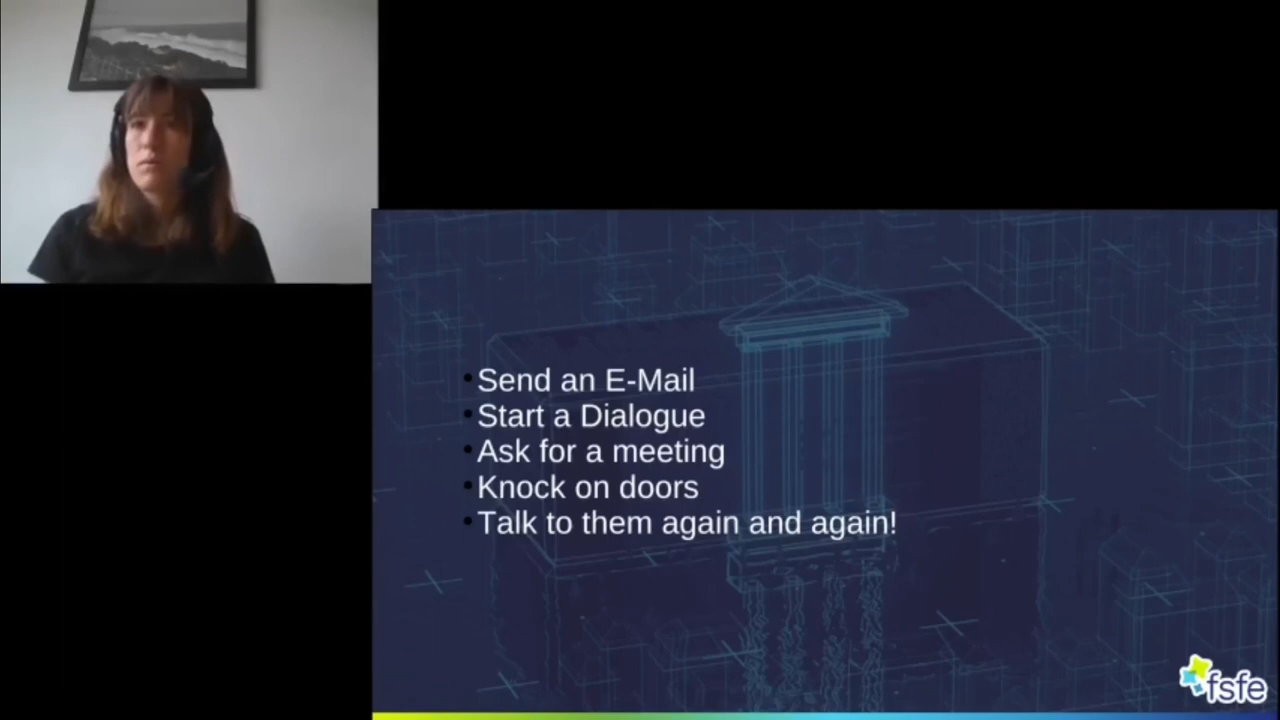 • Send an E-Mail
• Start a Dialogue
• Ask for a meeting
• Knock on doors
• Talk to them again and again!
fsfe